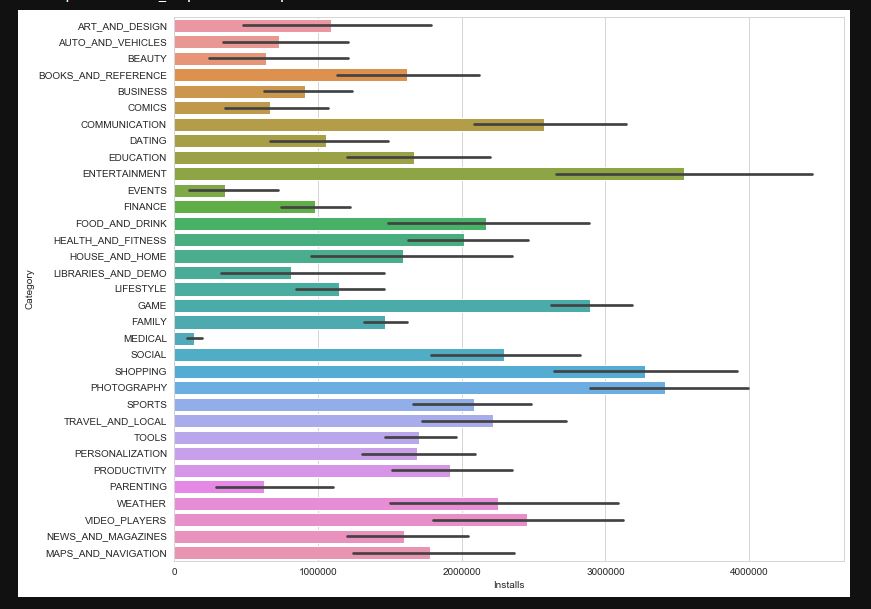 ART_AND_DESIGN
AUTO_AND_VEHICLES
BEAUTY
BOOKS_AND_REFERENCE
BUSINESS
COMICS
COMMUNICATION
DATING
EDUCATION
ENTERTAINMENT
EVENTS
FINANCE
FOOD_AND_DRINK
HEALTH_AND_FITNESS
HOUSE_AND_HOME
LIBRARIES_AND_DEMO
LIFESTYLE
GAME
FAMILY
MEDICAL
SOCIAL
SHOPPING
PHOTOGRAPHY
SPORTS
TRAVEL_AND_LOCAL
TOOLS
PERSONALIZATION
PRODUCTIVITY
PARENTING
WEATHER
VIDEO_PLAYERS
NEWS_AND_MAGAZINES
MAPS_AND_NAVIGATION
Category
0 1000000 2000000 3000000 4000000
Installs